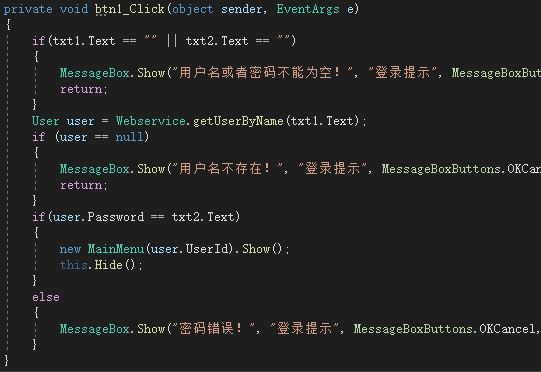 private void btn1_Click(object sender, EventArgs e)
{
if(txt1.Text == "" || txt2.Text == "")
{
MessageBox.Show("用户名或者密码不能为空！", "登录提示", MessageBoxBut
return;
}
User user = Webservice.getUserByName(txt1.Text);
if (user == null)
{
MessageBox.Show("用户名不存在！", "登录提示", MessageBoxButtons.OKCan
return;
}
if(user.Password == txt2.Text)
{
new MainMenu(user.UserId).Show();
this.Hide();
}
else
{
MessageBox.Show("密码错误！", "登录提示", MessageBoxButtons.OKCancel,
}
}